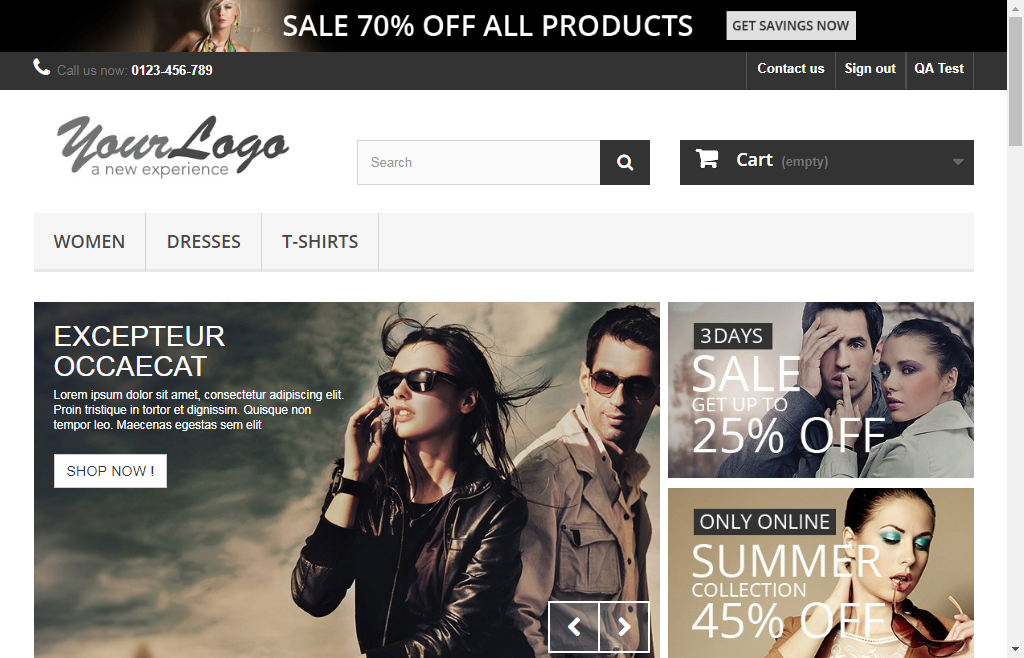 SALE 70% OFF ALL PRODUCTS
GET SAVINGS NOW
Call us now: 0123-456-789
Contact us
Sign out
QA Test
YourLogo
a new experience
Search
Cart (empty)
WOMEN
DRESSES
T-SHIRTS
EXCEPTEUR
OCCAECAT
Lorem ipsum dolor sit amet, consectetur adipiscing elit.
Proin tristique in tortor et dignissim. Quisque non
tempor leo. Maecenas egestas sem elit
SHOP NOW !
3 DAYS
SALE
GET UP TO
25% OFF
ONLY ONLINE
SUMMER
COLLECTION
45% OFF